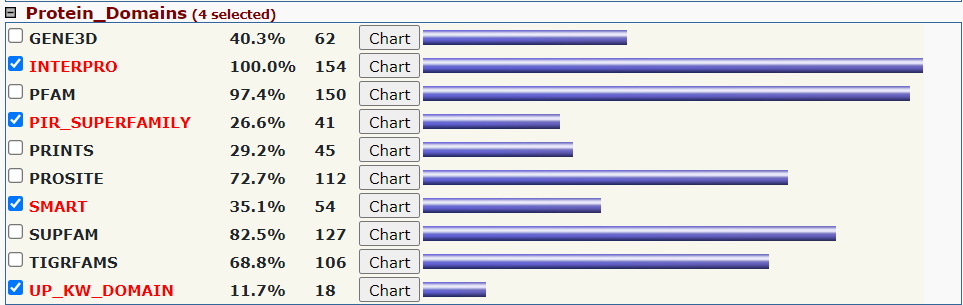 Protein_Domains (4 selected)
GENE3D 40.3% 62 Chart
INTERPRO 100.0% 154 Chart
PFAM 97.4% 150 Chart
PIR_SUPERFAMILY 26.6% 41 Chart
PRINTS 29.2% 45 Chart
PROSITE 72.7% 112 Chart
SMART 35.1% 54 Chart
SUPFAM 82.5% 127 Chart
TIGRFAMS 68.8% 106 Chart
UP_KW_DOMAIN 11.7% 18 Chart